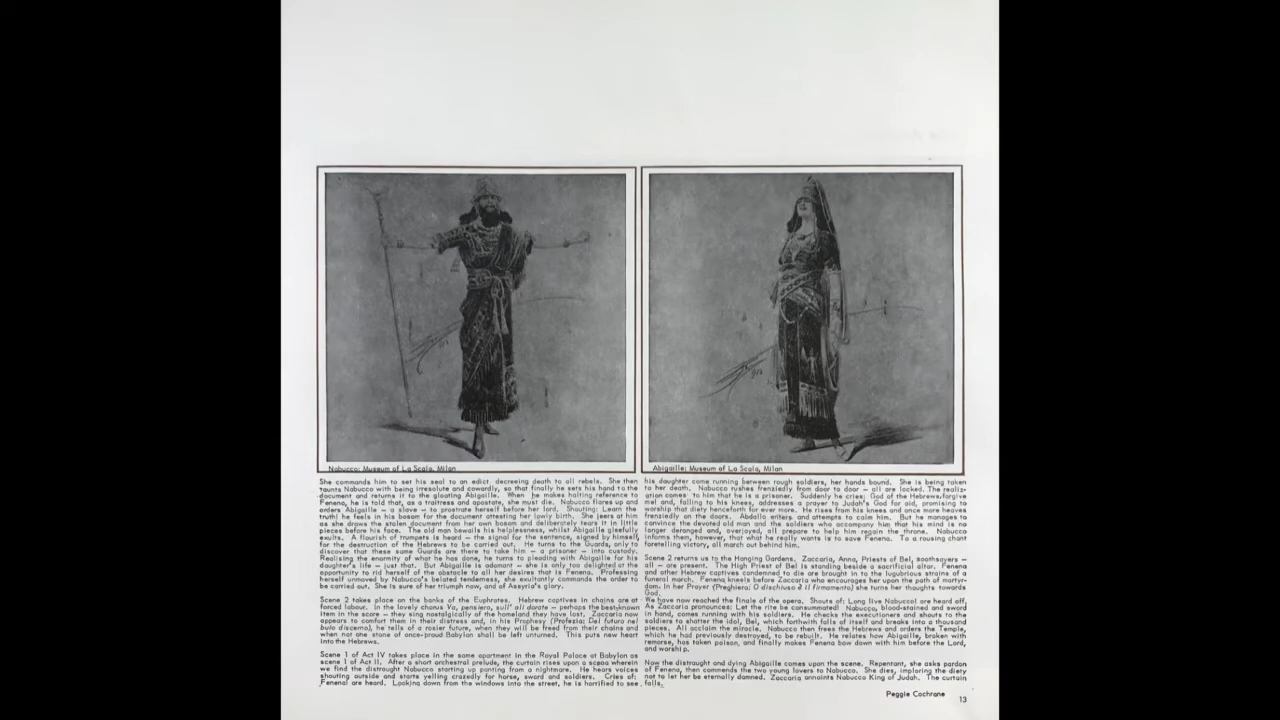 Nabucco: Museum of La Scala, Milan
She commands him to set his seal to an edict decreeing death to all rebels. She then
taunts Nabucco with being irresolute and cowardly, so that finally he sets his hand to the
document and returns it to the gloating Abigaille. When he makes halting reference to
Fenena, he is told that, as a traitress and apostate, she must die. Nabucco flares up and
orders Abigaille — a slave — to prostrate herself before her lord. Shouting: Learn the
truth! he feels in his bosom for the document attesting her lowly birth. She jeers at him
as she draws the stolen document from her own bosom and deliberately tears it in little
pieces before his face. The old man bewails his helplessness, whilst Abigaille gleefully
exults. A flourish of trumpets is heard — the signal for the sentence, signed by himself,
for the destruction of the Hebrews to be carried out. He turns to the Guards, only to
discover that these same Guards are there to take him — a prisoner — into custody.
Realising the enormity of what he has done, he turns to pleading with Abigaille for his
daughter's life — just that. But Abigaille is adamant — she is only too delighted at the
opportunity to rid herself of the obstacle to all her desires that is Fenena. Professing
herself unmoved by Nabucco's belated tenderness, she exultantly commands the order to
be carried out. She is sure of her triumph now, and of Assyria's glory.
Scene 2 takes place on the banks of the Euphrates. Hebrew captives in chains are at
forced labour. In the lovely chorus Va, pensiero, sull' ali dorate — perhaps the best-known
item in the score — they sing nostalgically of the homeland they have lost. Zaccaria now
appears to comfort them in their distress and, in his Prophecy (Profezia: Del futuro nel
buio discerno), he tells of a rosier future, when they will be freed from their chains and
when not one stone of once-proud Babylon shall be left unturned. This puts new heart
into the Hebrews.
Scene 1 of Act IV takes place in the same apartment in the Royal Palace at Babylon as
scene 1 of Act II. After a short orchestral prelude, the curtain rises upon a scena wherein
we find the distraught Nabucco starting up panting from a nightmare. He hears voices
shouting outside and starts yelling crazedly for horse, sword and soldiers. Cries of:
Fenena! are heard. Looking down from the windows into the street, he is horrified to see
Abigaille: Museum of La Scala, Milan
his daughter come running between rough soldiers, her hands bound. She is being taken
to her death. Nabucco rushes frenziedly from door to door — all are locked. The realis-
ation comes to him that he is a prisoner. Suddenly he cries: God of the Hebrews, forgive
me! and, falling to his knees, addresses a prayer to Judah's God for aid, promising to
worship that diety henceforth for ever more. He rises from his knees and once more heaves
frenziedly on the doors. Abdallo enters and attempts to calm him. But he manages to
convince the devoted old man and the soldiers who accompany him that his mind is no
longer deranged and, overjoyed, all prepare to help him regain the throne. Nabucco
informs them, however, that what he really wants is to save Fenena. To a rousing chant
foretelling victory, all march out behind him.
Scene 2 returns us to the Hanging Gardens. Zaccaria, Anna, Priests of Bel, soothsayers —
all — are present. The High Priest of Bel is standing beside a sacrificial altar. Fenena
and other Hebrew captives condemned to die are brought in to the lugubrious strains of a
funeral march. Fenena kneels before Zaccaria who encourages her upon the path of martyr-
dom. In her Prayer (Preghiera: O dischiuso è il firmamento) she turns her thoughts towards
God.
We have now reached the finale of the opera. Shouts of: Long live Nabucco! are heard off.
As Zaccaria pronounces: Let the rite be consummated! Nabucco, blood-stained and sword
in hand, comes running with his soldiers. He checks the executioners and shouts to the
soldiers to shatter the idol, Bel, which forthwith falls of itself and breaks into a thousand
pieces. All acclaim the miracle. Nabucco then frees the Hebrews and orders the Temple,
which he had previously destroyed, to be rebuilt. He relates how Abigaille, broken with
remorse, has taken poison, and finally makes Fenena bow down with him before the Lord,
and worship.
Now the distraught and dying Abigaille comes upon the scene. Repentant, she asks pardon
of Fenena, then commends the two young lovers to Nabucco. She dies, imploring the diety
not to let her be eternally damned. Zaccaria annoints Nabucco King of Judah. The curtain
falls.
Peggie Cochrane
13